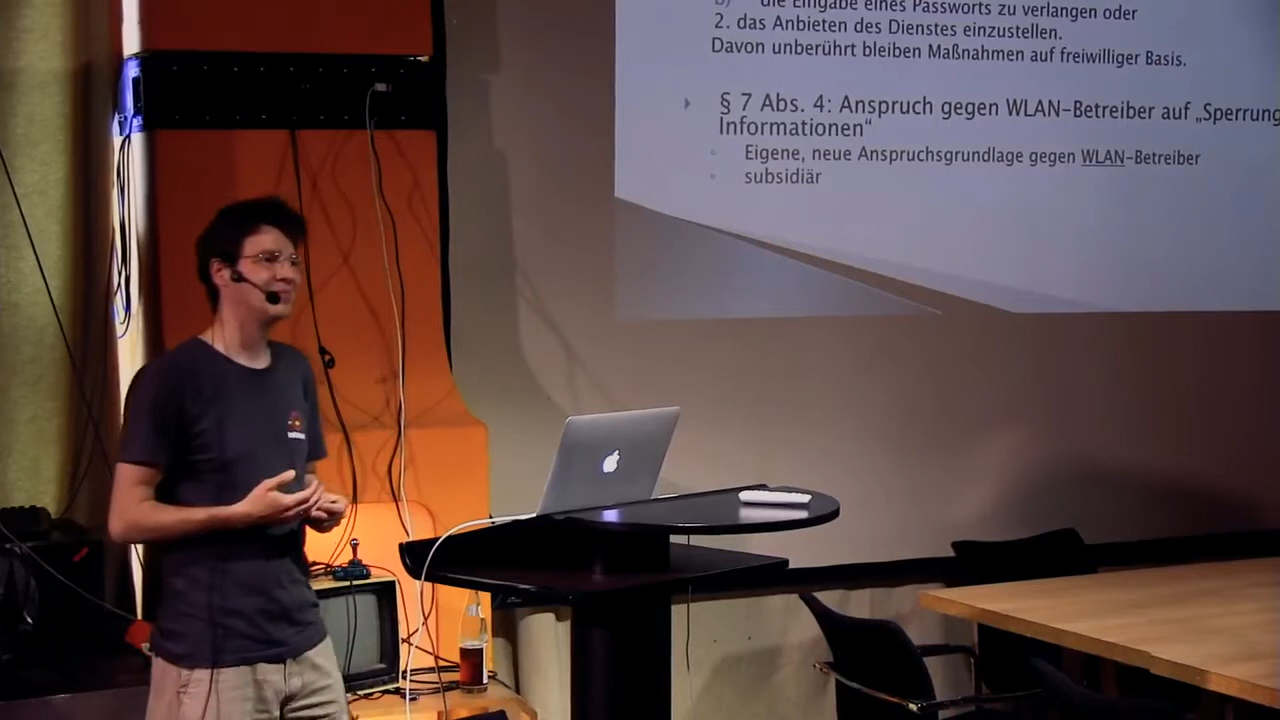 b) die Eingabe eines Passworts zu verlangen oder
2. das Anbieten des Dienstes einzustellen.
Davon unberührt bleiben Maßnahmen auf freiwilliger Basis.
§ 7 Abs. 4: Anspruch gegen WLAN-Betreiber auf „Sperrung
Informationen“
Eigene, neue Anspruchsgrundlage gegen WLAN-Betreiber
subsidiär